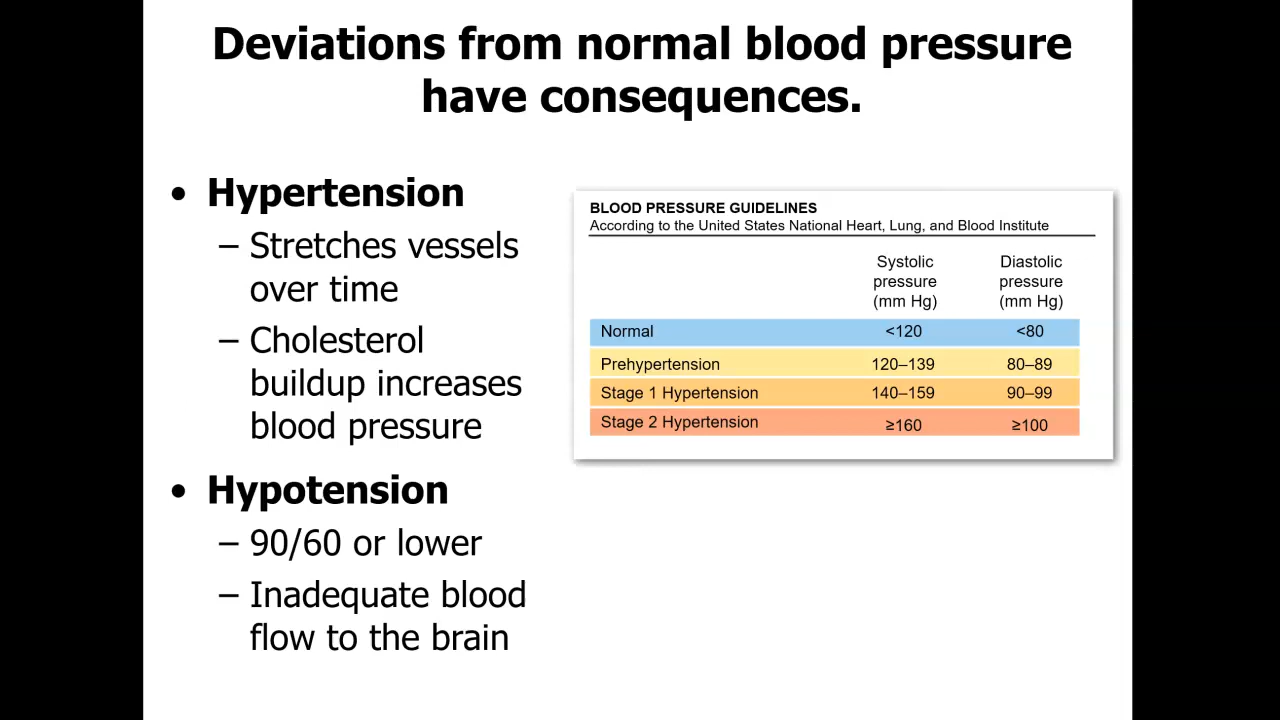 Deviations from normal blood pressure
have consequences.
• Hypertension
– Stretches vessels
over time
– Cholesterol
buildup increases
blood pressure
• Hypotension
– 90/60 or lower
– Inadequate blood
flow to the brain
BLOOD PRESSURE GUIDELINES
According to the United States National Heart, Lung, and Blood Institute
Systolic Diastolic
pressure pressure
(mm Hg) (mm Hg)
Normal <120 <80
Prehypertension 120–139 80–89
Stage 1 Hypertension 140–159 90–99
Stage 2 Hypertension ≥160 ≥100